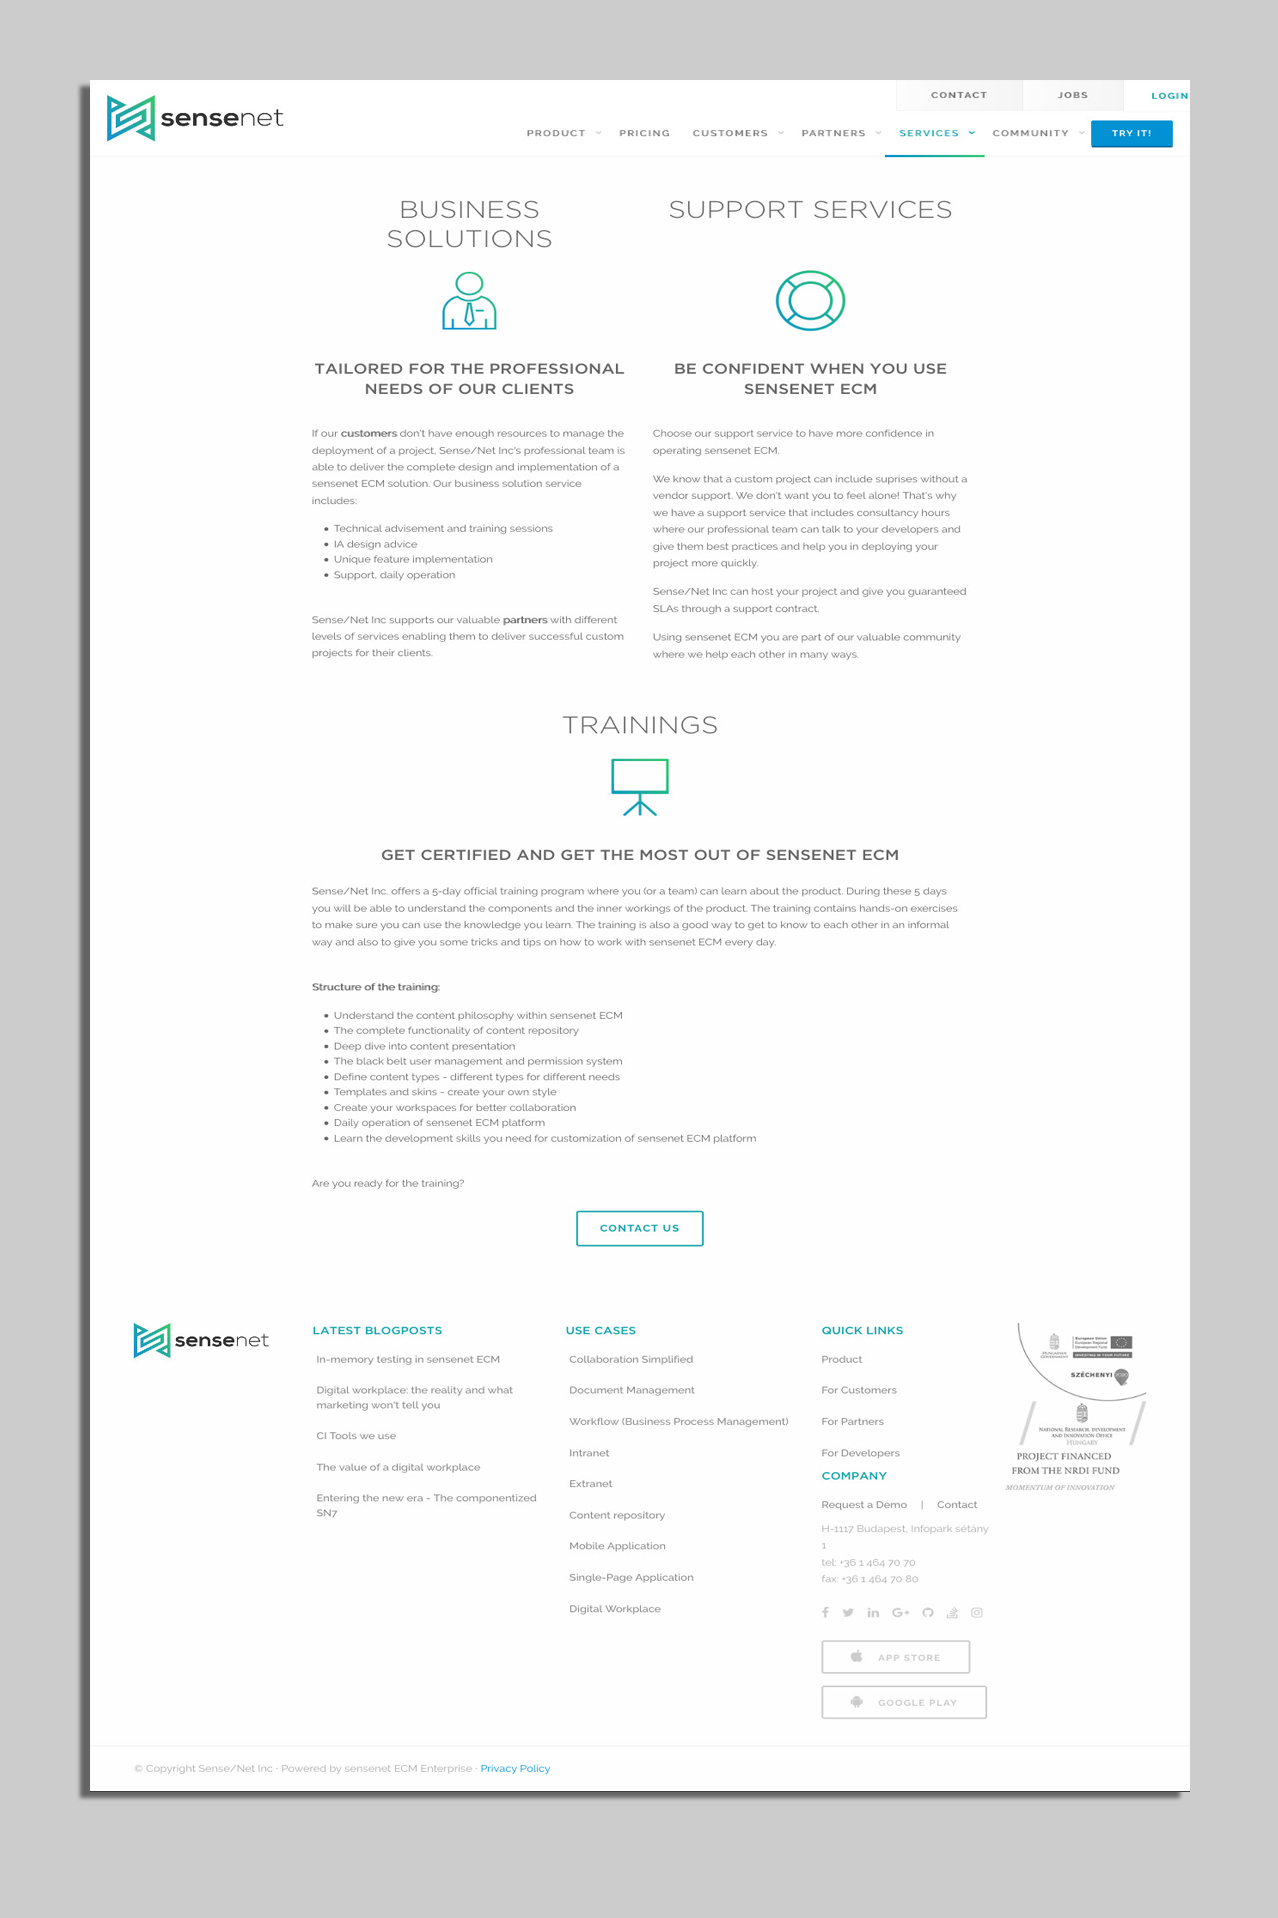 sensenet
CONTACT
JOBS
LOGIN
PRODUCT
PRICING
CUSTOMERS
PARTNERS
SERVICES
COMMUNITY
TRY IT!
BUSINESS
SOLUTIONS
TAILORED FOR THE PROFESSIONAL
NEEDS OF OUR CLIENTS
If our customers don't have enough resources to manage the
deployment of a project, Sense/Net Inc's professional team is
able to deliver the complete design and implementation of a
sensenet ECM solution. Our business solution service
includes:
• Technical advisement and training sessions
• IA design advice
• Unique feature implementation
• Support, daily operation
Sense/Net Inc supports our valuable partners with different
levels of services enabling them to deliver successful custom
projects for their clients.
SUPPORT SERVICES
BE CONFIDENT WHEN YOU USE
SENSENET ECM
Choose our support service to have more confidence in
operating sensenet ECM.
We know that a custom project can include suprises without a
vendor support. We don't want you to feel alone! That's why
we have a support service that includes consultancy hours
where our professional team can talk to your developers and
give them best practices and help you in deploying your
project more quickly.
Sense/Net Inc can host your project and give you guaranteed
SLAs through a support contract.
Using sensenet ECM you are part of our valuable community
where we help each other in many ways.
TRAININGS
GET CERTIFIED AND GET THE MOST OUT OF SENSENET ECM
Sense/Net Inc. offers a 5-day official training program where you (or a team) can learn about the product. During these 5 days
you will be able to understand the components and the inner workings of the product. The training contains hands-on exercises
to make sure you can use the knowledge you learn. The training is also a good way to get to know to each other in an informal
way and also to give you some tricks and tips on how to work with sensenet ECM every day.
Structure of the training:
• Understand the content philosophy within sensenet ECM
• The complete functionality of content repository
• Deep dive into content presentation
• The black belt user management and permission system
• Define content types - different types for different needs
• Templates and skins - create your own style
• Create your workspaces for better collaboration
• Daily operation of sensenet ECM platform
• Learn the development skills you need for customization of sensenet ECM platform
Are you ready for the training?
CONTACT US
sensenet
LATEST BLOGPOSTS
In-memory testing in sensenet ECM
Digital workplace: the reality and what
marketing won't tell you
CI Tools we use
The value of a digital workplace
Entering the new era - The componentized
SN7
USE CASES
Collaboration Simplified
Document Management
Workflow (Business Process Management)
Intranet
Extranet
Content repository
Mobile Application
Single-Page Application
Digital Workplace
QUICK LINKS
Product
For Customers
For Partners
For Developers
COMPANY
Request a Demo | Contact
H-1117 Budapest, Infopark sétány
1
tel: +36 1 464 70 70
fax: +36 1 464 70 80
APP STORE
GOOGLE PLAY
HUNGARIAN
GOVERNMENT
European Union
European Regional
Development Fund
INVESTING IN YOUR FUTURE
SZÉCHENYI
NATIONAL RESEARCH, DEVELOPMENT
AND INNOVATION OFFICE
HUNGARY
PROJECT FINANCED
FROM THE NRDI FUND
MOMENTUM OF INNOVATION
© Copyright Sense/Net Inc · Powered by sensenet ECM Enterprise · Privacy Policy